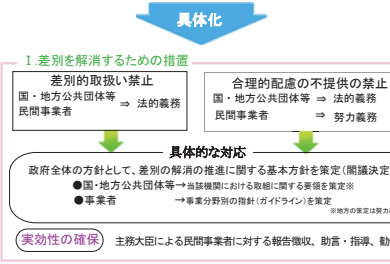 具体化
Ⅰ.差別を解消するための措置
差別的取扱い禁止
国・地方公共団体等
民間事業者
⇒ 法的義務
合理的配慮の不提供の禁止
国・地方公共団体等 ⇒ 法的義務
民間事業者 ⇒ 努力義務
具体的な対応
政府全体の方針として、差別の解消の推進に関する基本方針を策定(閣議決定
●国・地方公共団体等→当該機関における取組に関する要領を策定※
●事業者 →事業分野別の指針(ガイドライン)を策定
※地方の策定は努力
実効性の確保
主務大臣による民間事業者に対する報告徴収、助言・指導、勧